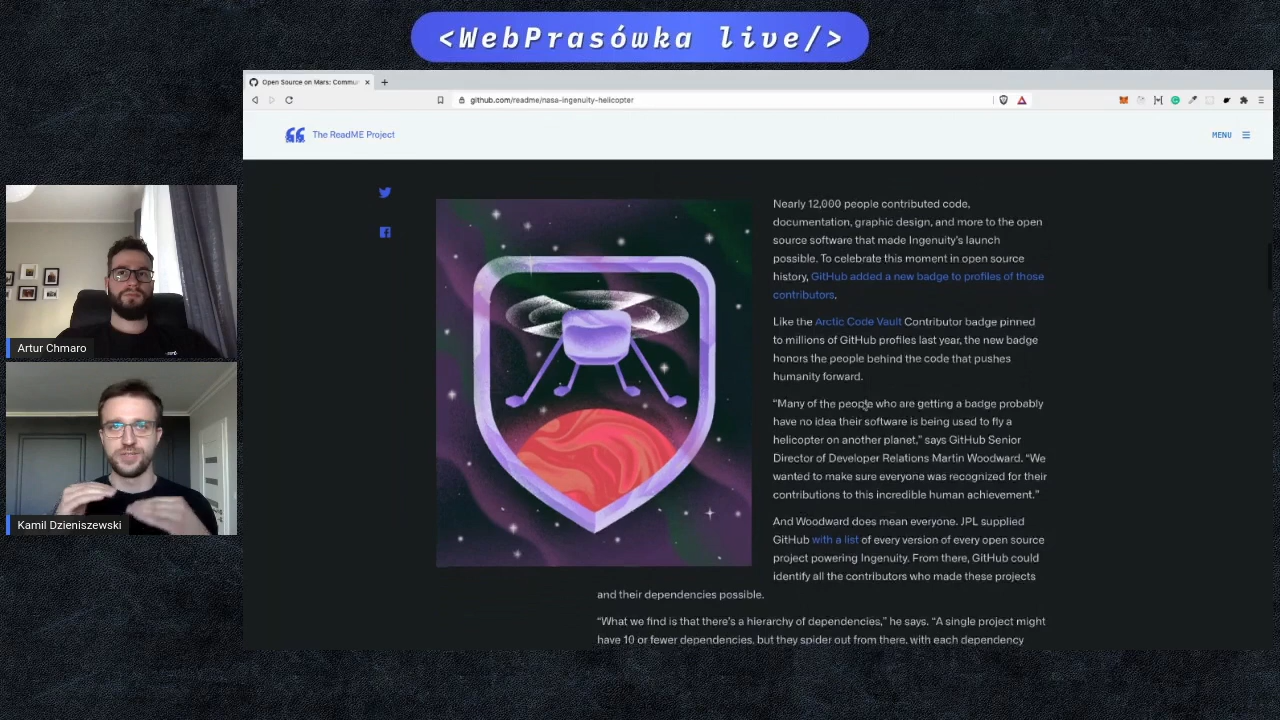 <WebPrasówka live/>
Open Source on Mars: Commu
github.com/readme/nasa-ingenuity-helicopter
The ReadME Project
MENU
Nearly 12,000 people contributed code,
documentation, graphic design, and more to the open
source software that made Ingenuity's launch
possible. To celebrate this moment in open source
history, GitHub added a new badge to profiles of those
contributors.
Like the Arctic Code Vault Contributor badge pinned
to millions of GitHub profiles last year, the new badge
honors the people behind the code that pushes
humanity forward.
“Many of the people who are getting a badge probably
have no idea their software is being used to fly a
helicopter on another planet,” says GitHub Senior
Director of Developer Relations Martin Woodward. “We
wanted to make sure everyone was recognized for their
contributions to this incredible human achievement.”
And Woodward does mean everyone. JPL supplied
GitHub with a list of every version of every open source
project powering Ingenuity. From there, GitHub could
identify all the contributors who made these projects
and their dependencies possible.
“What we find is that there's a hierarchy of dependencies,” he says. “A single project might
have 10 or fewer dependencies, but they spider out from there, with each dependency
Artur Chmaro
Kamil Dzieniszewski